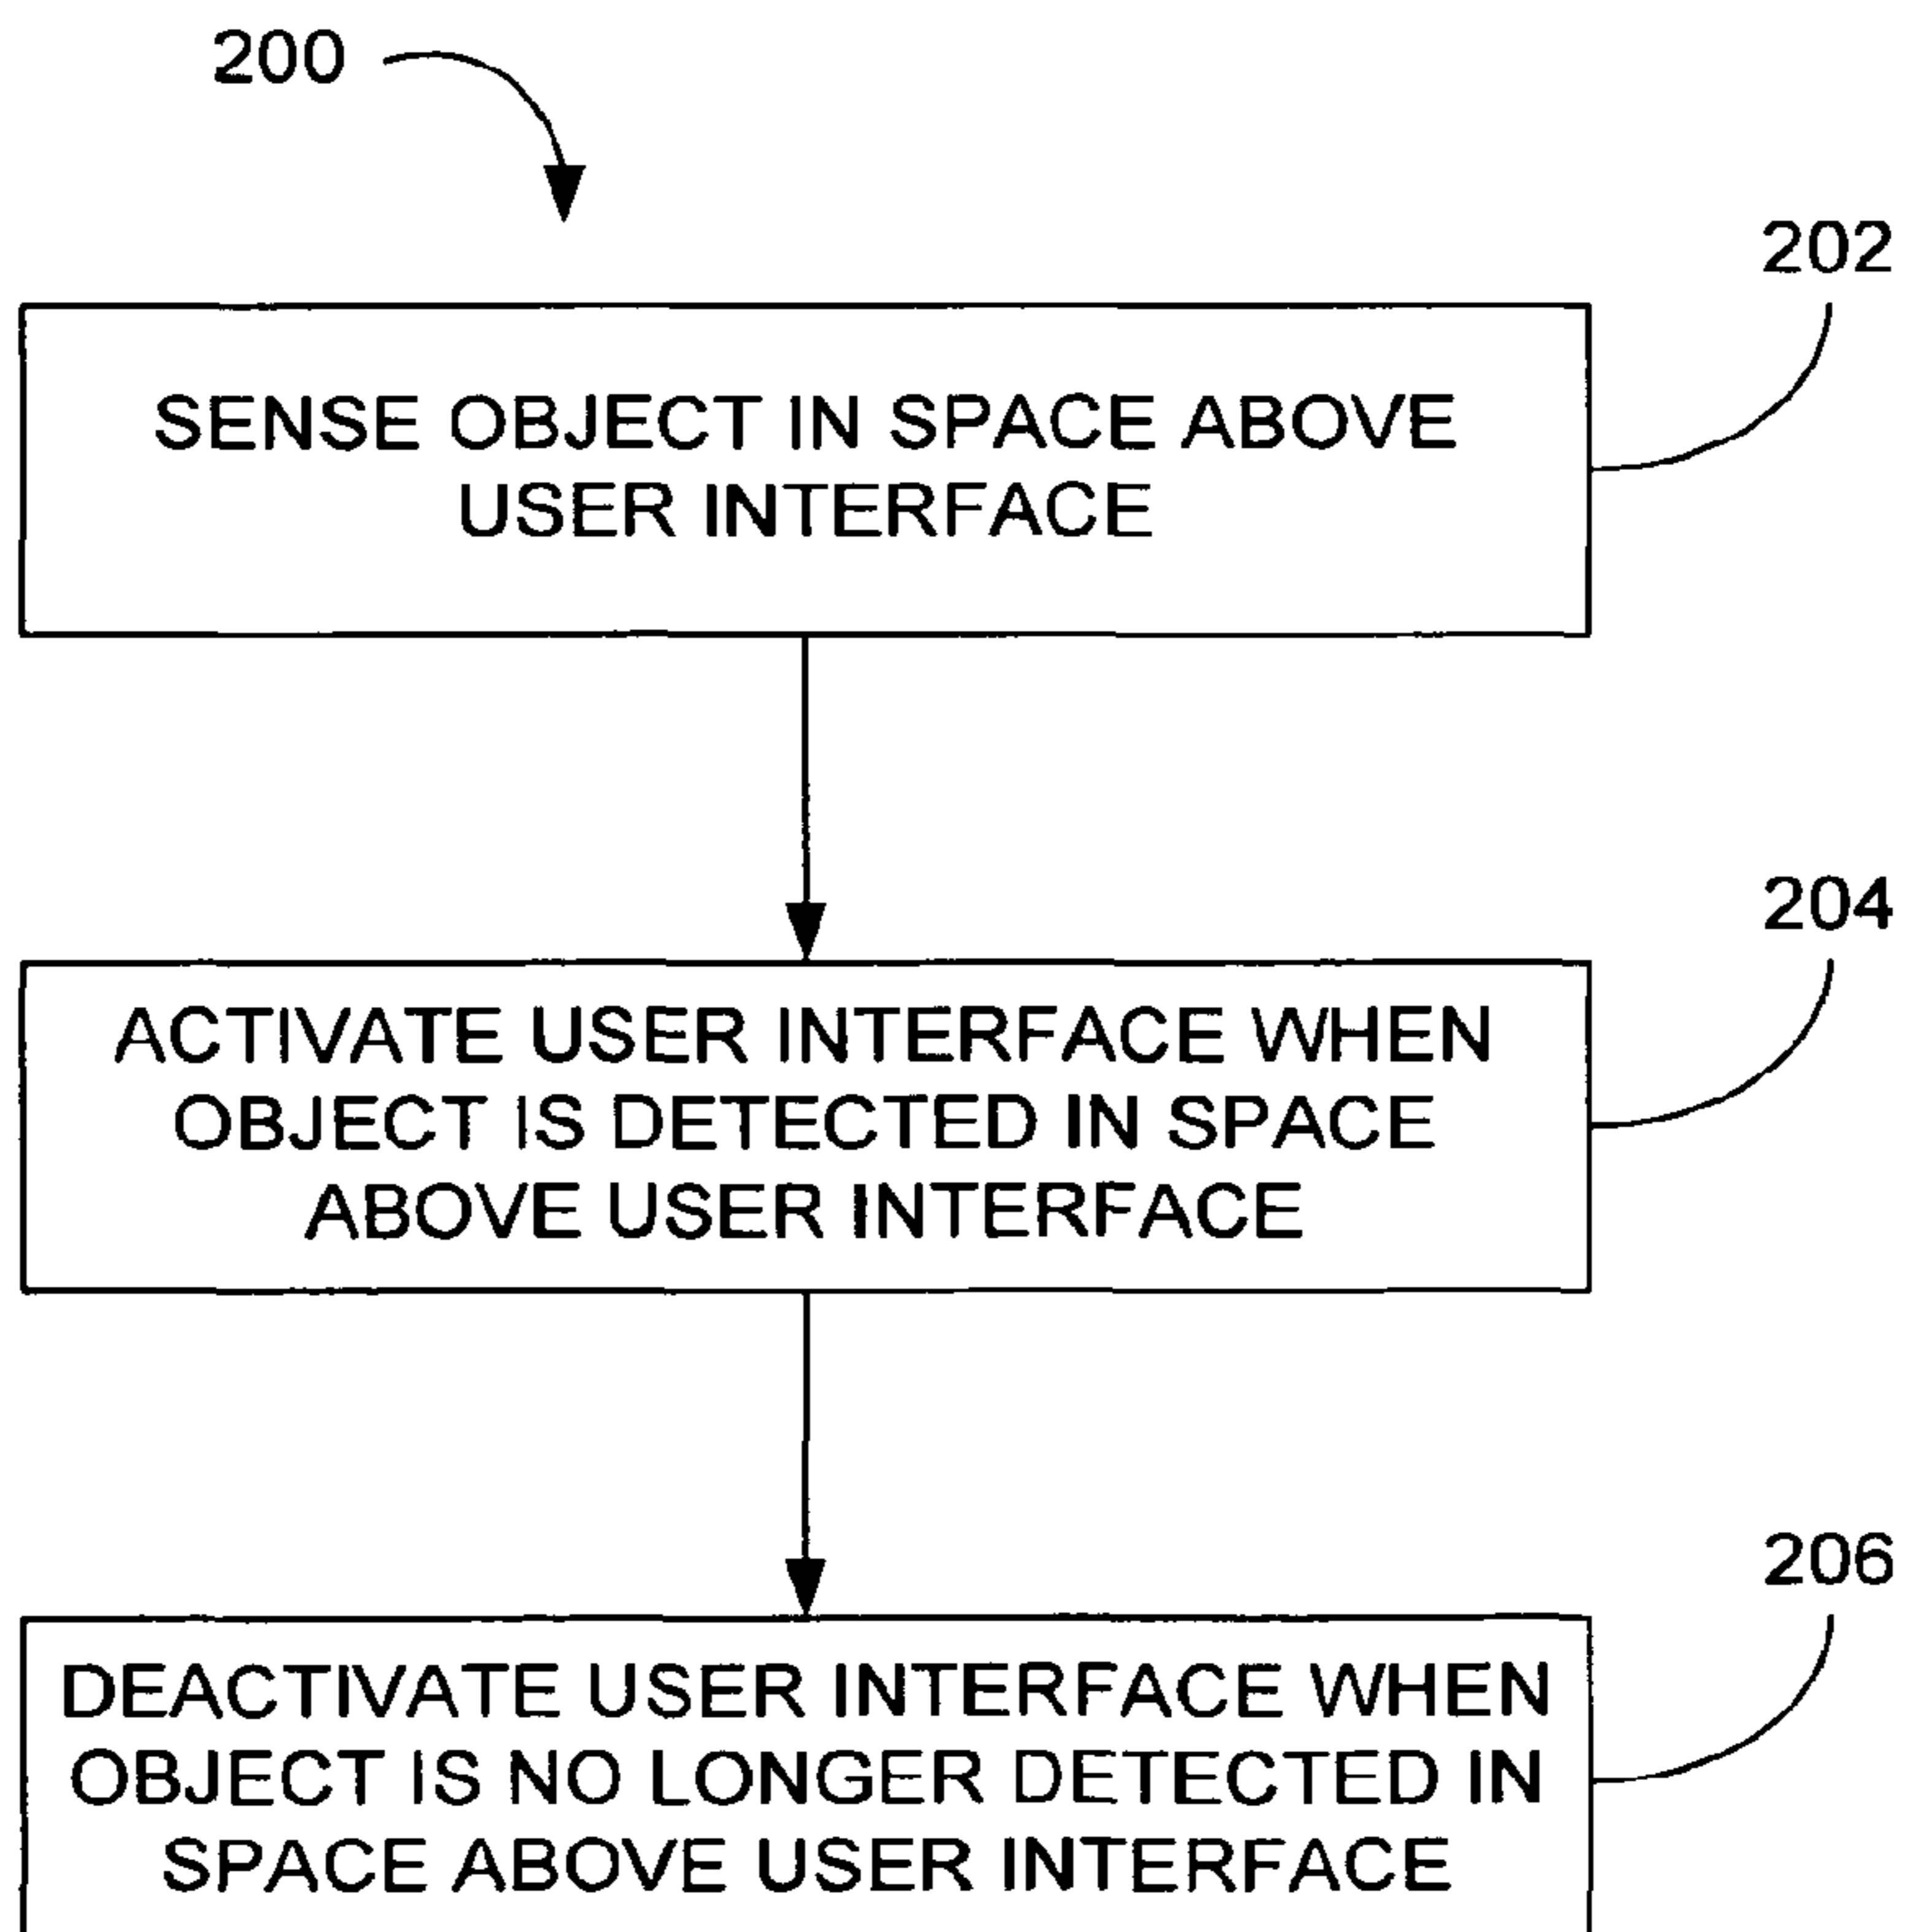 200
202
SENSE OBJECT IN SPACE ABOVE
USER INTERFACE
204
ACTIVATE USER INTERFACE WHEN
OBJECT IS DETECTED IN SPACE
ABOVE USER INTERFACE
206
DEACTIVATE USER INTERFACE WHEN
OBJECT IS NO LONGER DETECTED IN
SPACE ABOVE USER INTERFACE